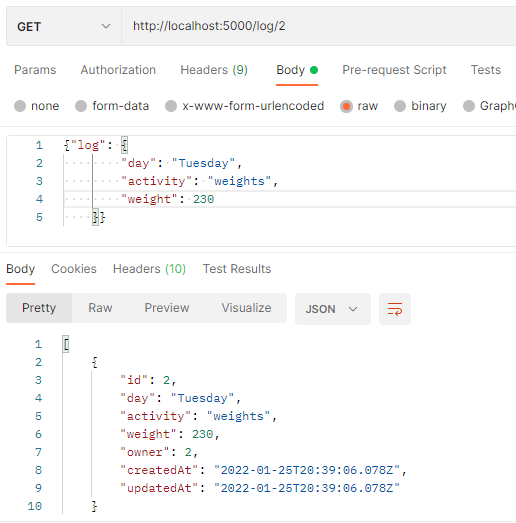 GET http://localhost:5000/log/2
Params Authorization Headers (9) Body Pre-request Script Tests
none form-data x-www-form-urlencoded raw binary Graph
1 {"log": {
2 "day": "Tuesday",
3 "activity": "weights",
4 "weight": 230
5 }}
Body Cookies Headers (10) Test Results
Pretty Raw Preview Visualize JSON
1 [
2 {
3 "id": 2,
4 "day": "Tuesday",
5 "activity": "weights",
6 "weight": 230,
7 "owner": 2,
8 "createdAt": "2022-01-25T20:39:06.078Z",
9 "updatedAt": "2022-01-25T20:39:06.078Z"
10 }